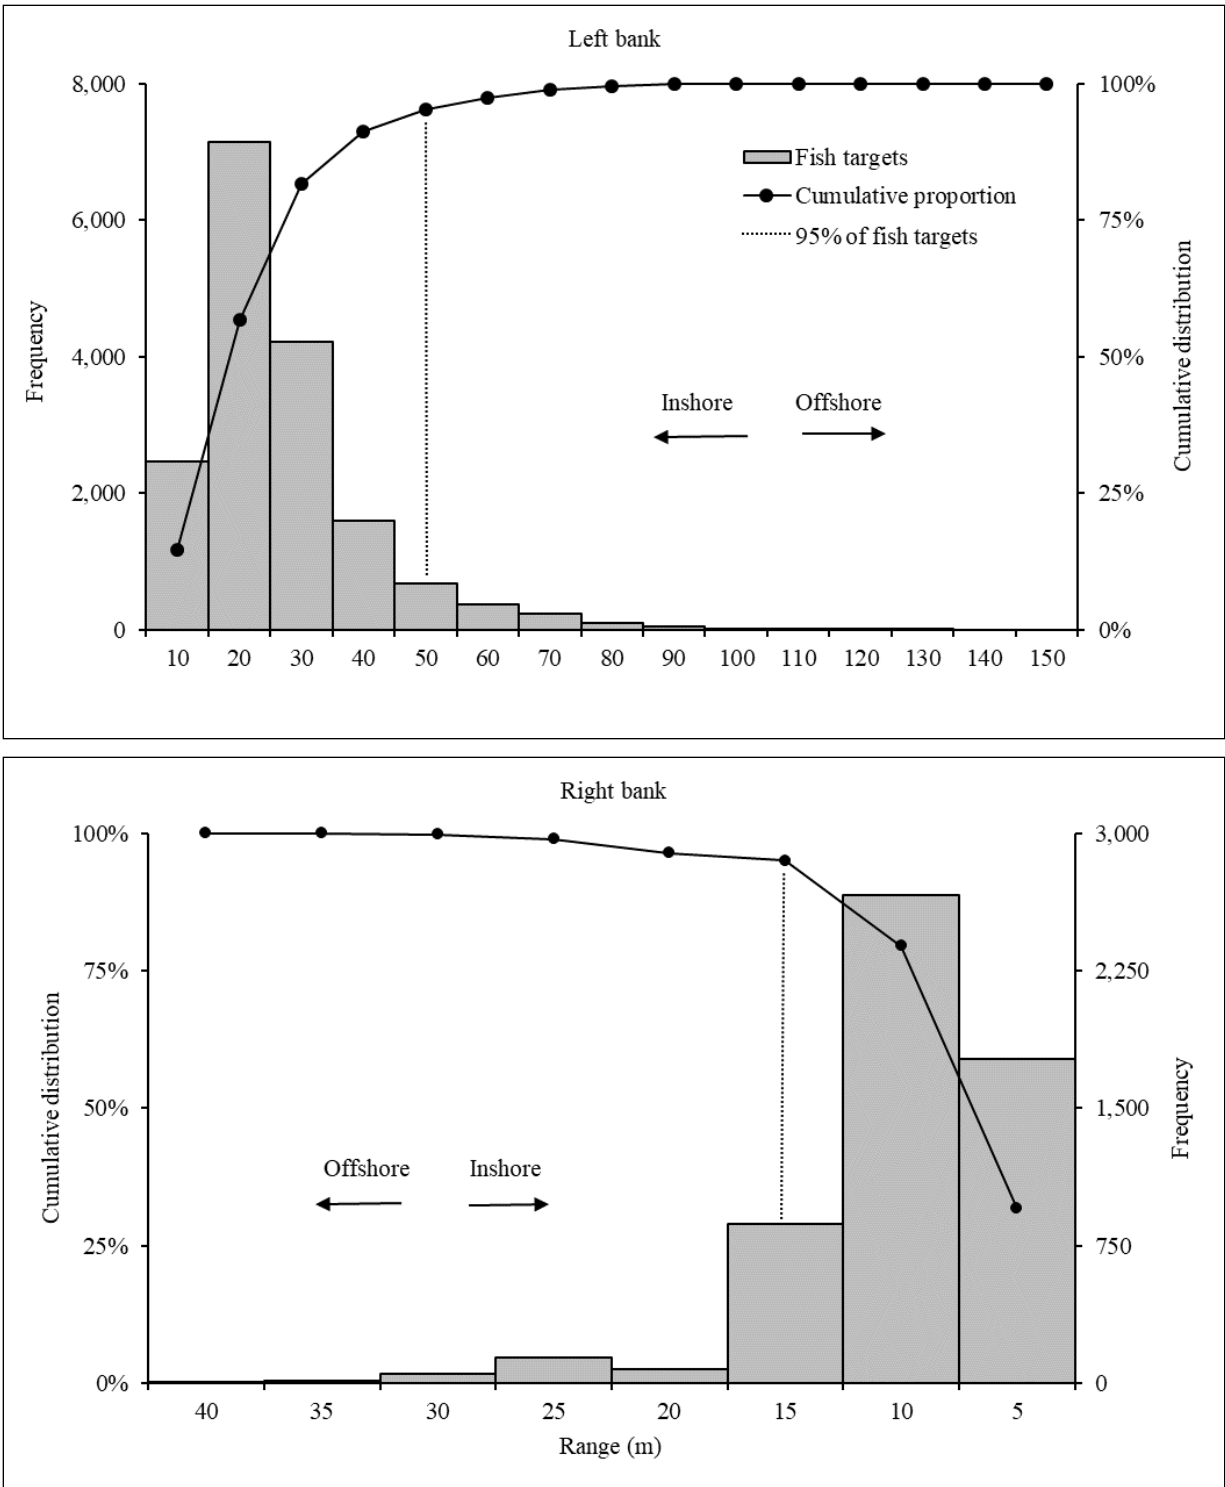 Left bank
8,000
6,000
4,000
2,000
0
Frequency
100%
75%
50%
25%
0%
Cumulative distribution
Fish targets
Cumulative proportion
95% of fish targets
Inshore Offshore
10 20 30 40 50 60 70 80 90 100 110 120 130 140 150
Right bank
100%
75%
50%
25%
0%
Cumulative distribution
3,000
2,250
1,500
750
0
Frequency
Offshore Inshore
40 35 30 25 20 15 10 5
Range (m)